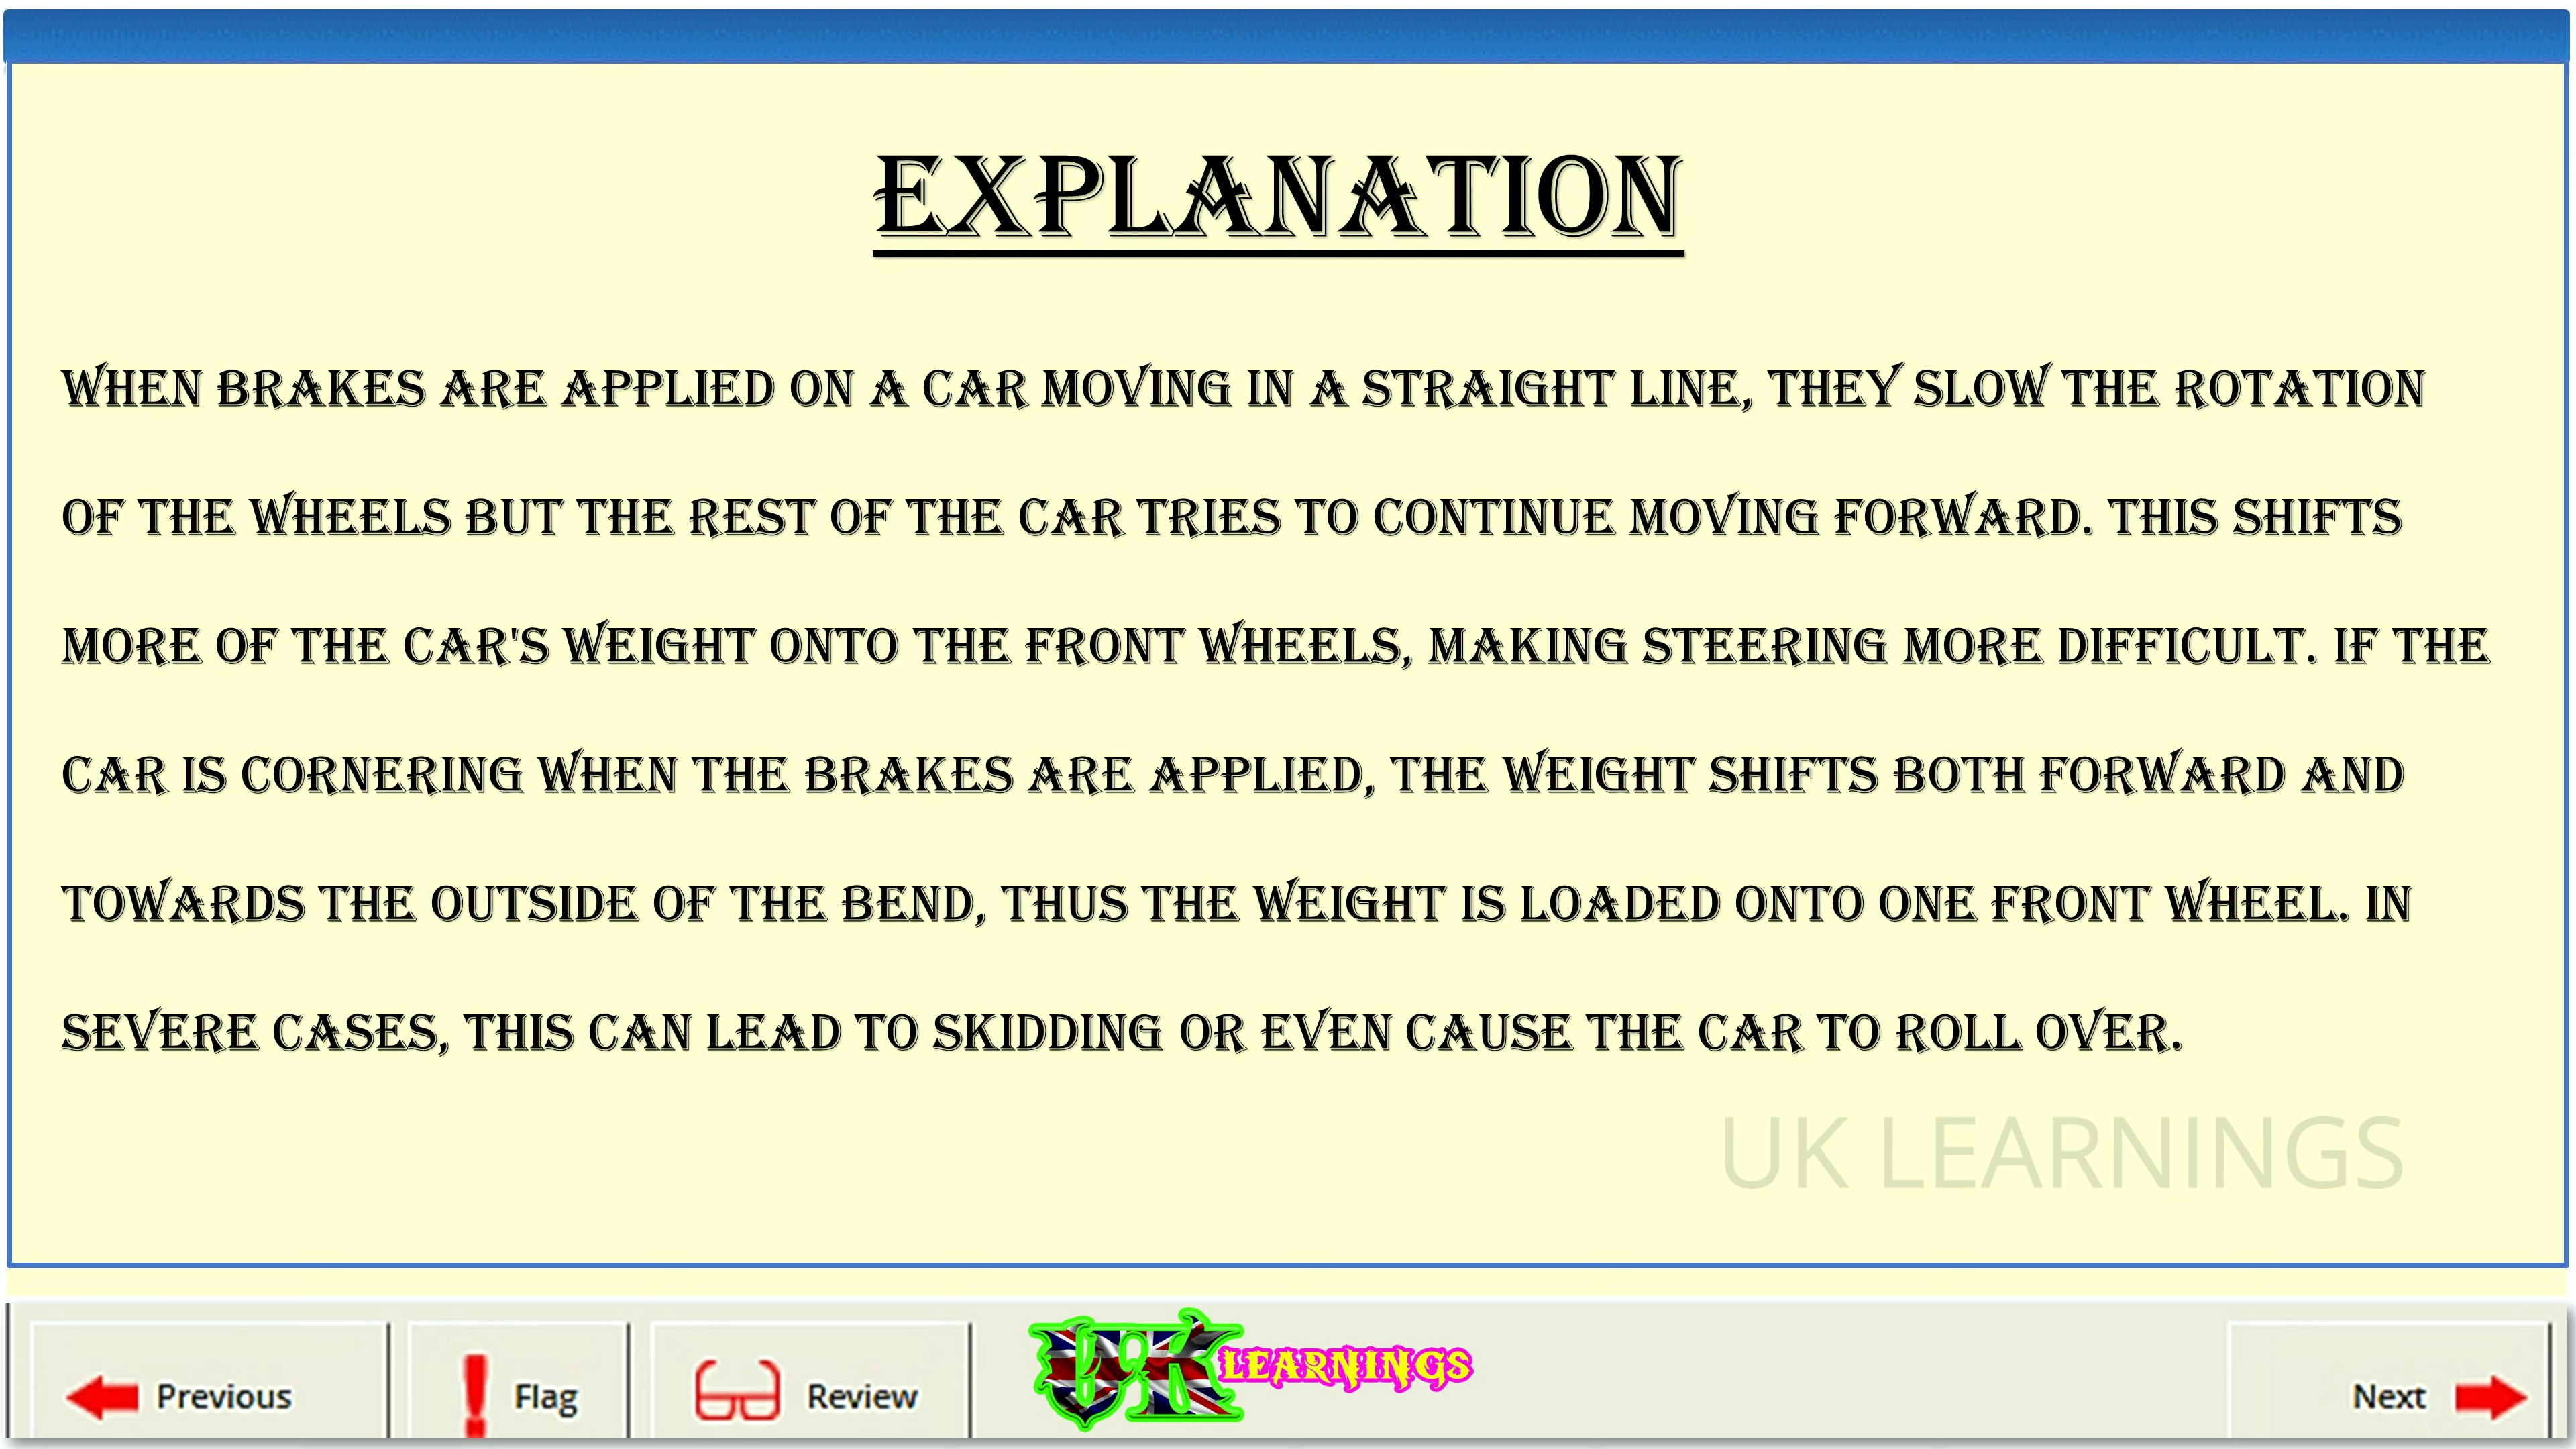 EXPLANATION
WHEN BRAKES ARE APPLIED ON A CAR MOVING IN A STRAIGHT LINE, THEY SLOW THE ROTATION
OF THE WHEELS BUT THE REST OF THE CAR TRIES TO CONTINUE MOVING FORWARD. THIS SHIFTS
MORE OF THE CAR'S WEIGHT ONTO THE FRONT WHEELS, MAKING STEERING MORE DIFFICULT. IF THE
CAR IS CORNERING WHEN THE BRAKES ARE APPLIED, THE WEIGHT SHIFTS BOTH FORWARD AND
TOWARDS THE OUTSIDE OF THE BEND, THUS THE WEIGHT IS LOADED ONTO ONE FRONT WHEEL. IN
SEVERE CASES, THIS CAN LEAD TO SKIDDING OR EVEN CAUSE THE CAR TO ROLL OVER.
UK LEARNINGS
Previous
Flag
Review
UK LEARNINGS
Next